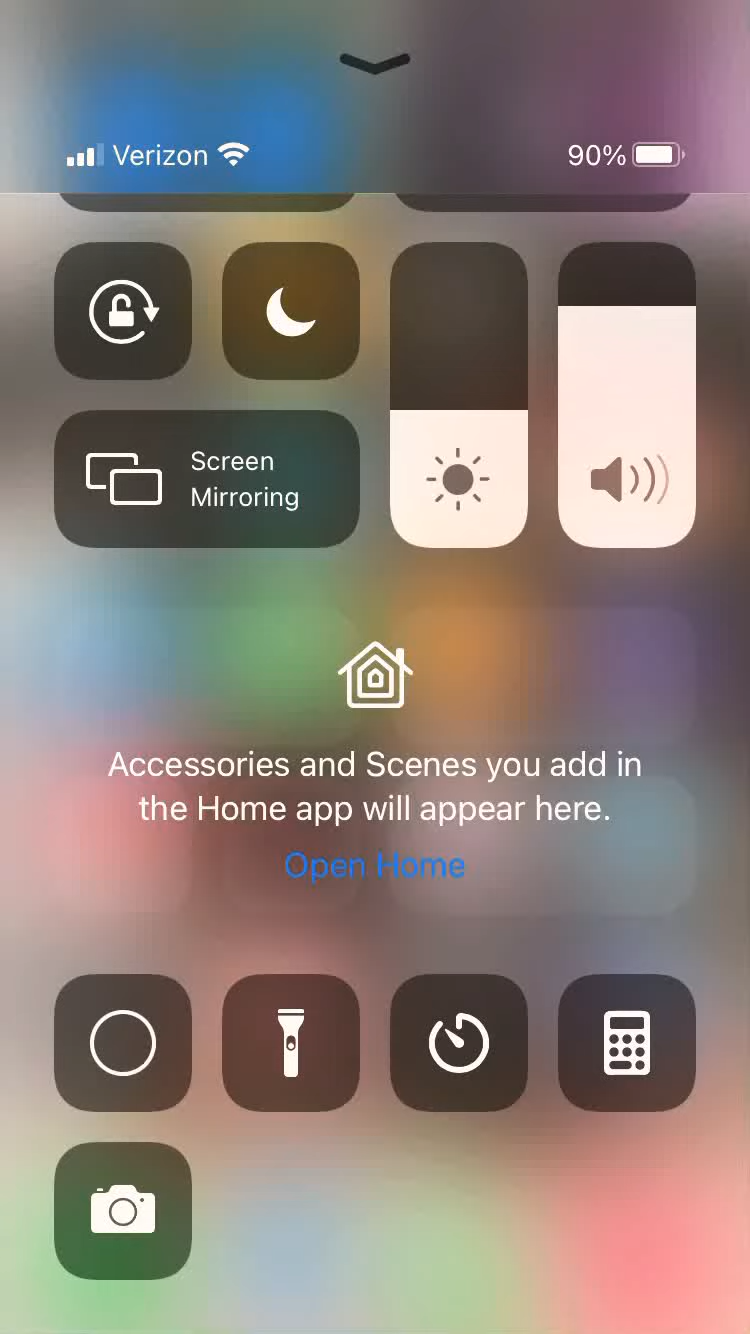 Verizon 90%
Screen
Mirroring
Accessories and Scenes you add in
the Home app will appear here.
Open Home